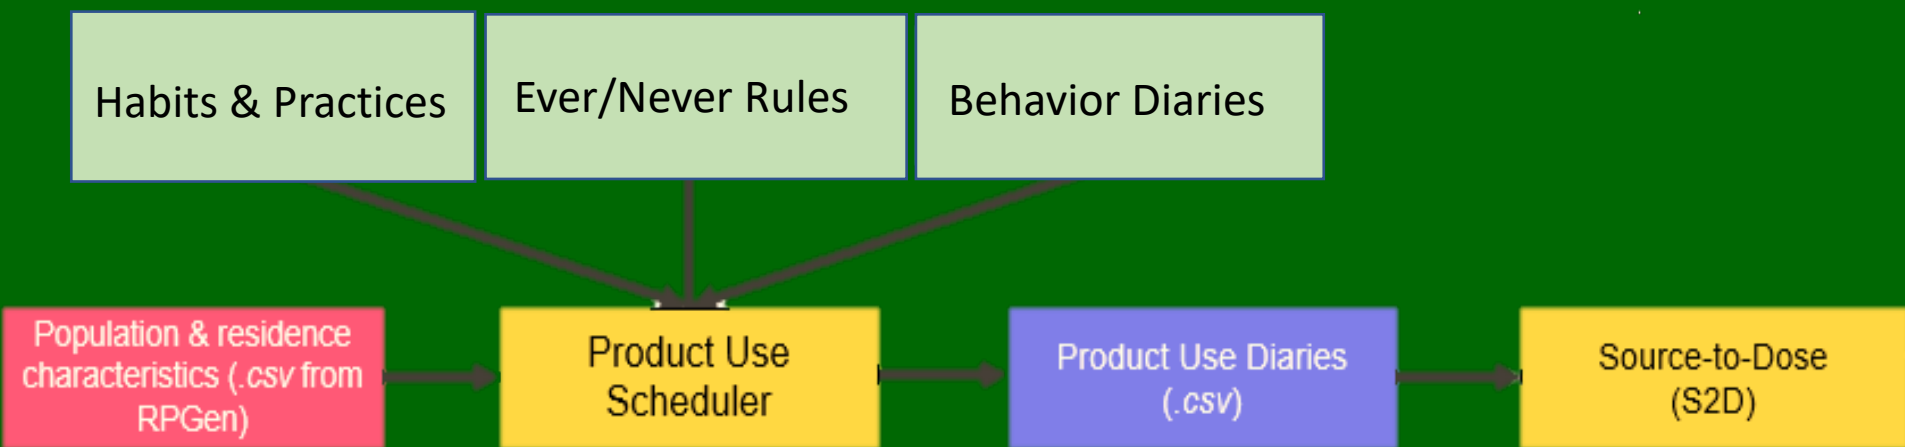 Habits & Practices
Ever/Never Rules
Behavior Diaries
Population & residence
characteristics (.csv from
RPGen)
Product Use
Scheduler
Product Use Diaries
(.csv)
Source-to-Dose
(S2D)